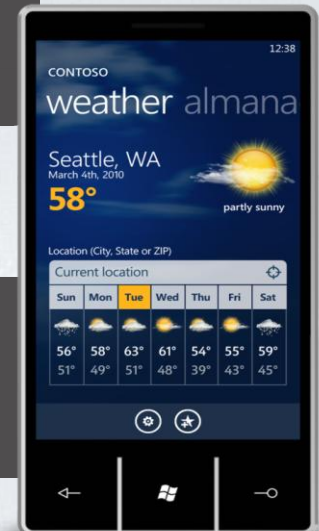 12:38
CONTOSO
weather almana
Seattle, WA
March 4th, 2010
58°
partly sunny
Location (City, State or ZIP)
Current location
Sun Mon Tue Wed Thu Fri Sat
56° 58° 63° 61° 54° 55° 59°
51° 49° 51° 48° 39° 43° 45°